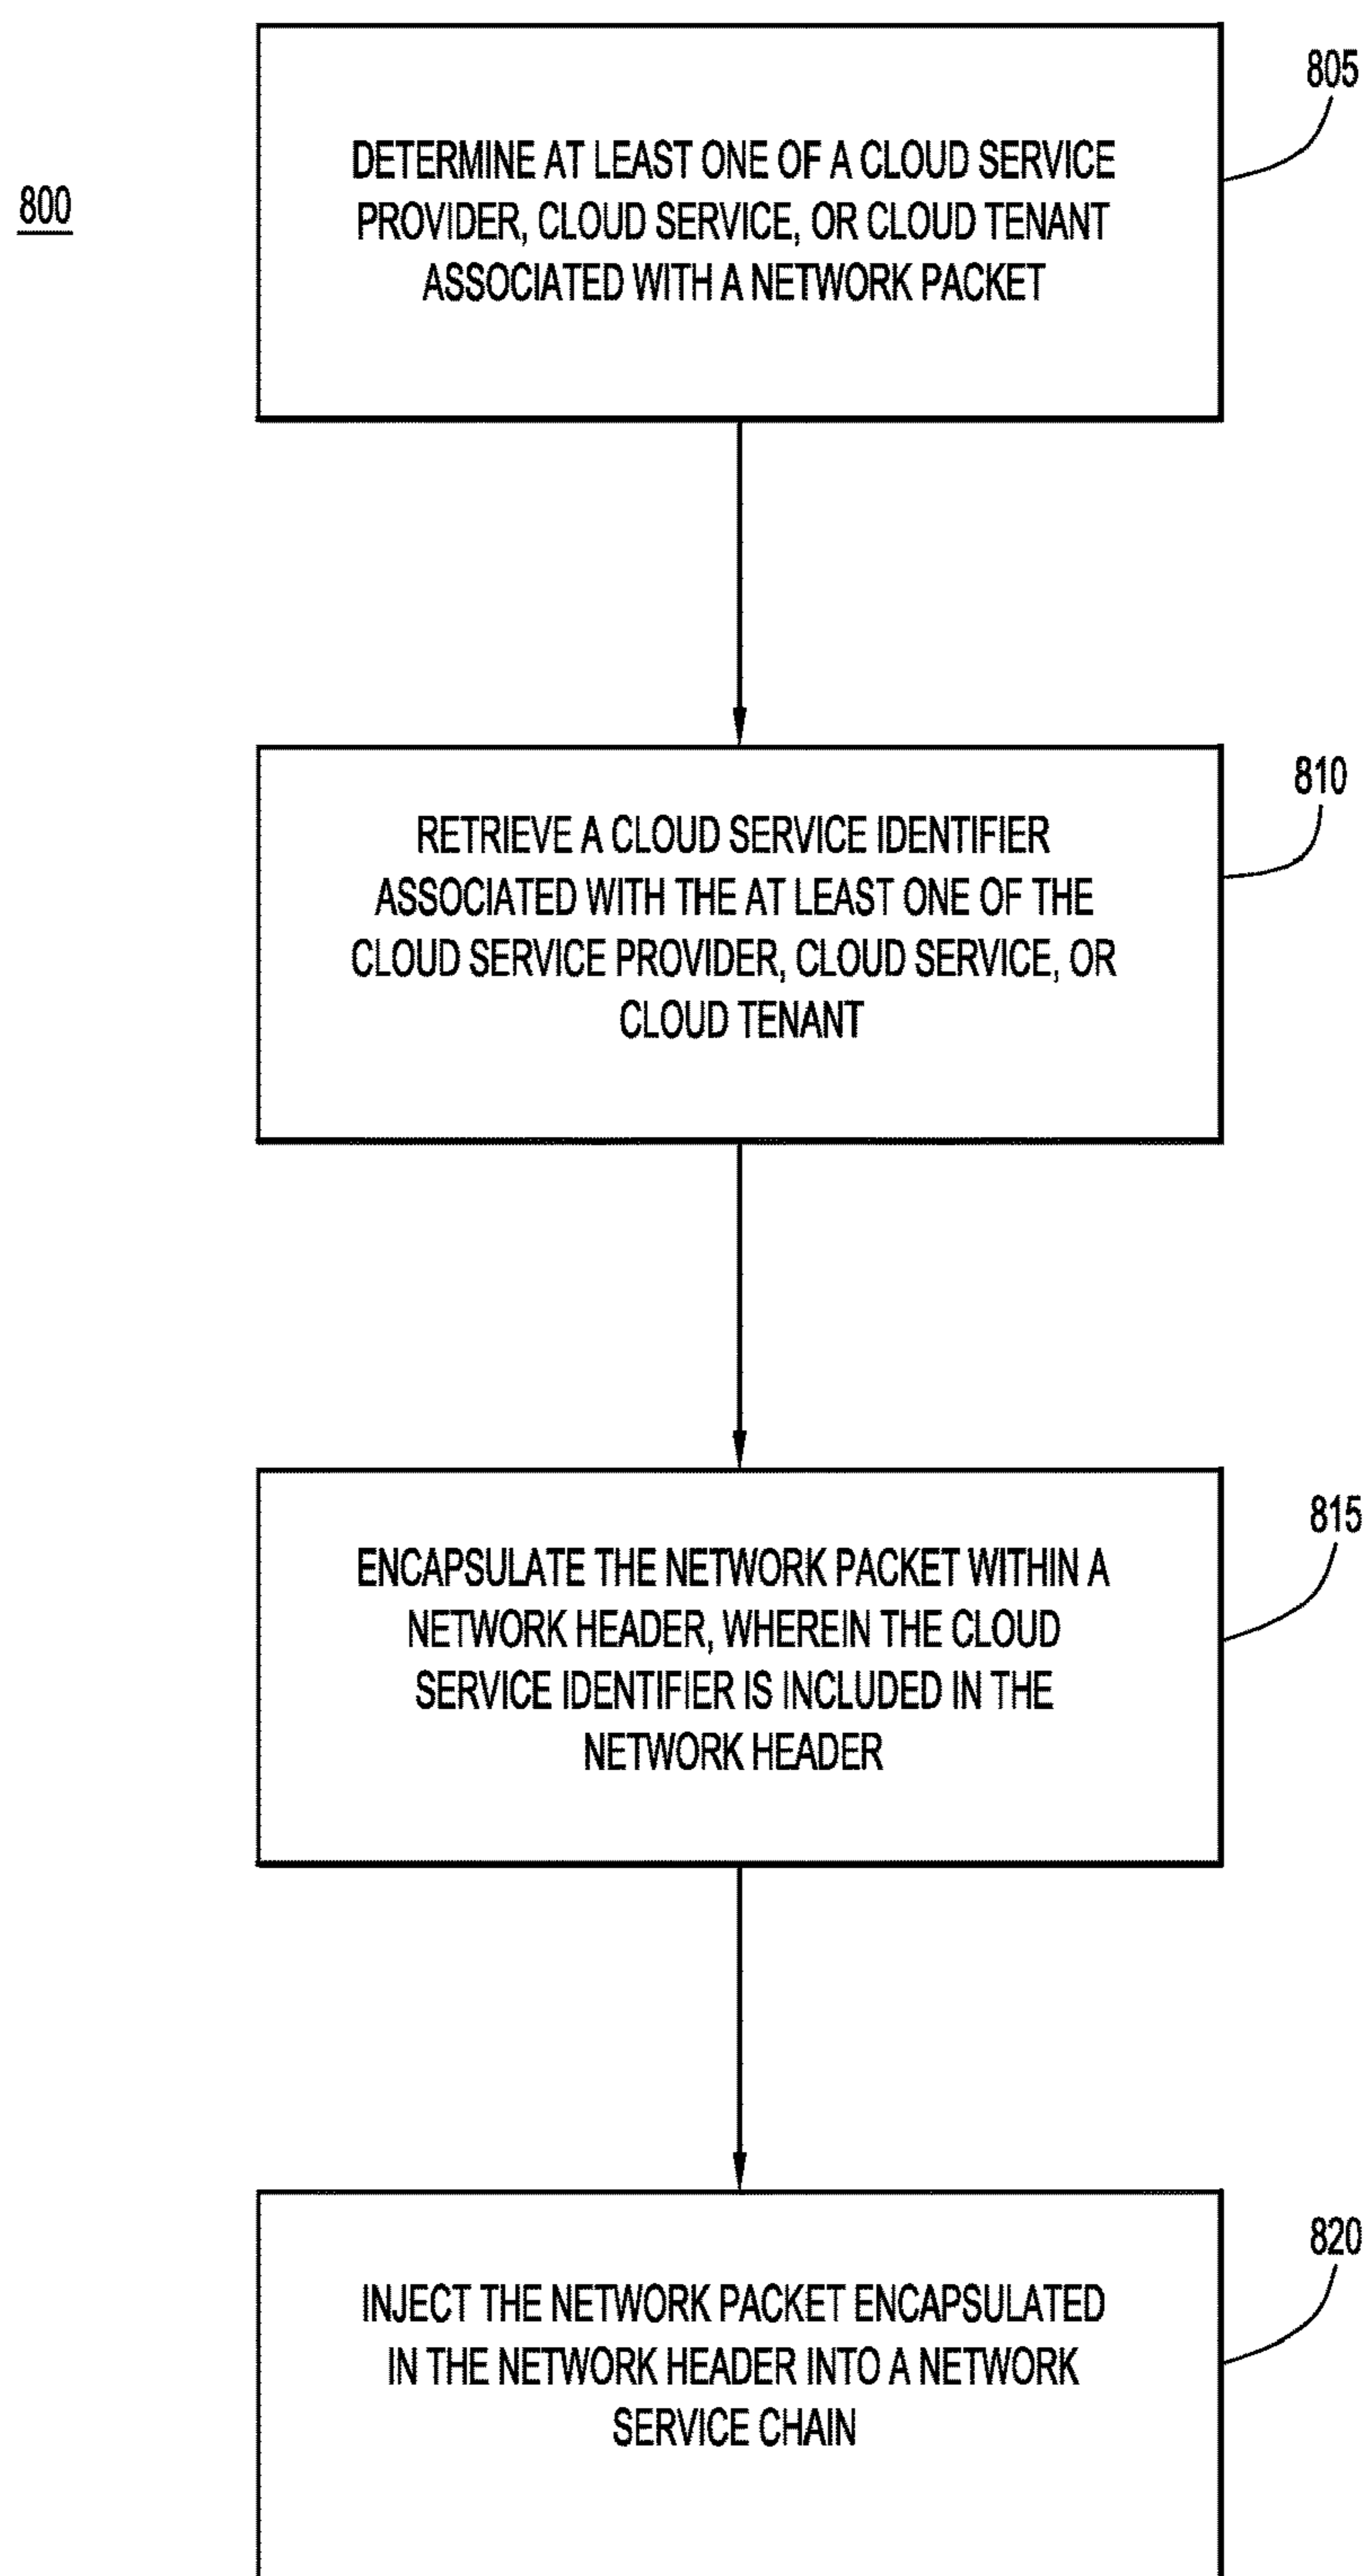 800
805
DETERMINE AT LEAST ONE OF A CLOUD SERVICE
PROVIDER, CLOUD SERVICE, OR CLOUD TENANT
ASSOCIATED WITH A NETWORK PACKET
810
RETRIEVE A CLOUD SERVICE IDENTIFIER
ASSOCIATED WITH THE AT LEAST ONE OF THE
CLOUD SERVICE PROVIDER, CLOUD SERVICE, OR
CLOUD TENANT
815
ENCAPSULATE THE NETWORK PACKET WITHIN A
NETWORK HEADER, WHEREIN THE CLOUD
SERVICE IDENTIFIER IS INCLUDED IN THE
NETWORK HEADER
820
INJECT THE NETWORK PACKET ENCAPSULATED
IN THE NETWORK HEADER INTO A NETWORK
SERVICE CHAIN